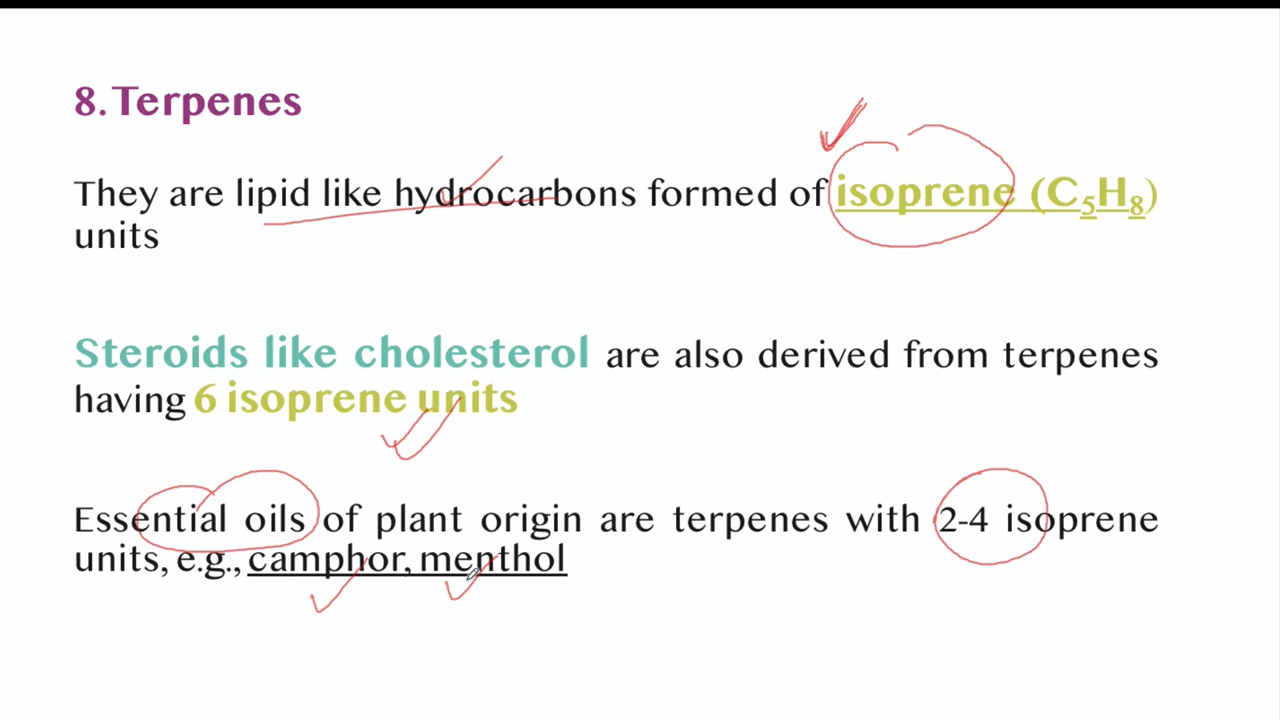 8. Terpenes
They are lipid like hydrocarbons formed of isoprene (C₅H₈)
units
Steroids like cholesterol are also derived from terpenes
having 6 isoprene units
Essential oils of plant origin are terpenes with 2-4 isoprene
units, e.g., camphor, menthol